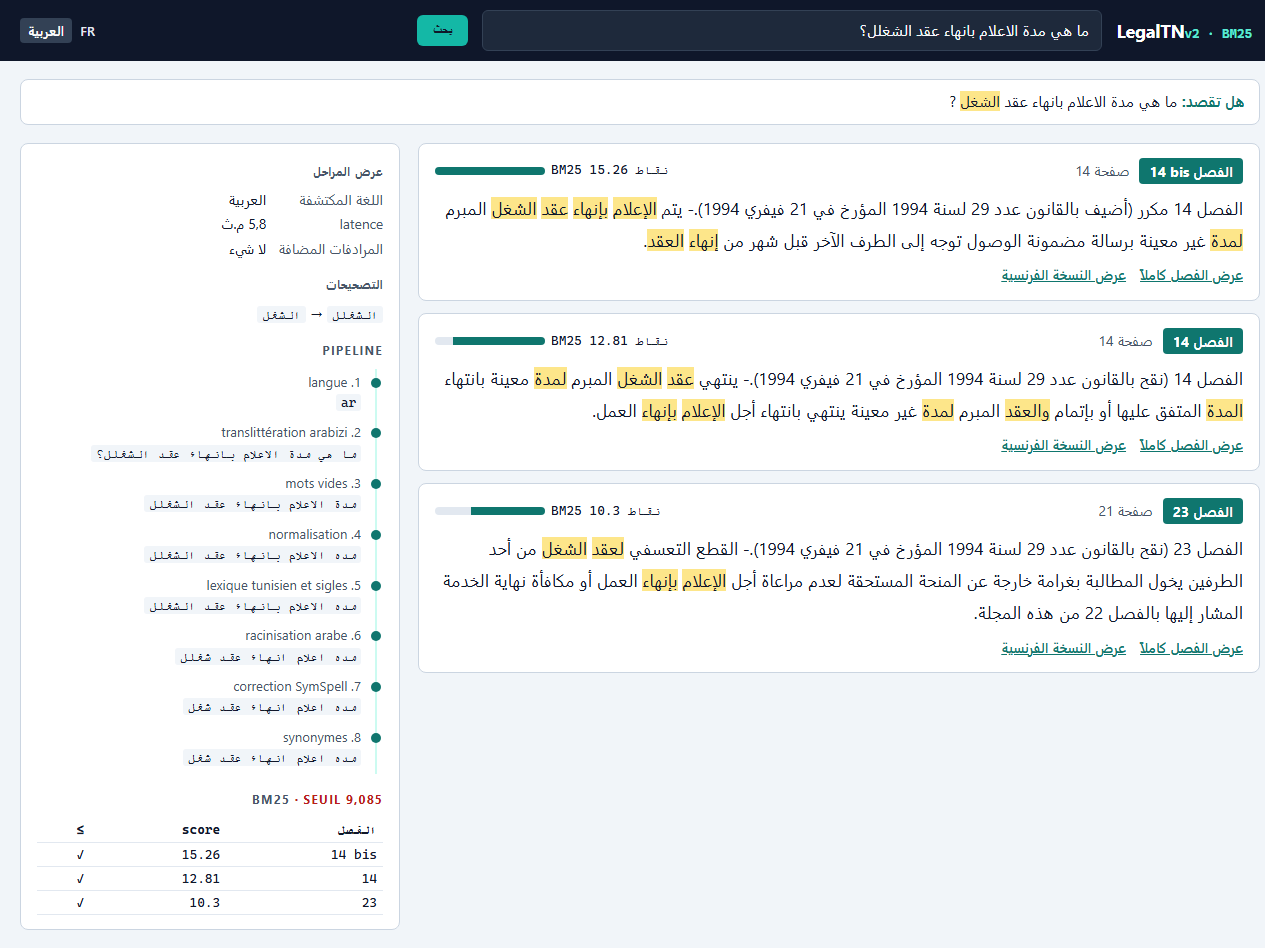 LegalTNv2 · BM25
ما هي مدة الاعلام بانهاء عقد الشغلل؟
بحث
FR
العربية
هل تقصد: ما هي مدة الاعلام بانهاء عقد الشغل ?
الفصل 14 bis
صفحة 14
نقاط BM25 15.26
الفصل 14 مكرر (أضيف بالقانون عدد 29 لسنة 1994 المؤرخ في 21 فيفري 1994).- يتم الإعلام بإنهاء عقد الشغل المبرم
لمدة غير معينة برسالة مضمونة الوصول توجه إلى الطرف الآخر قبل شهر من إنهاء العقد.
عرض الفصل كاملاً
عرض النسخة الفرنسية
الفصل 14
صفحة 14
نقاط BM25 12.81
الفصل 14 (نقح بالقانون عدد 29 لسنة 1994 المؤرخ في 21 فيفري 1994).- ينتهي عقد الشغل المبرم لمدة معينة بانتهاء
المدة المتفق عليها أو بإتمام والعقد المبرم لمدة غير معينة ينتهي بانتهاء أجل الإعلام بإنهاء العمل.
عرض الفصل كاملاً
عرض النسخة الفرنسية
الفصل 23
صفحة 21
نقاط BM25 10.3
الفصل 23 (نقح بالقانون عدد 29 لسنة 1994 المؤرخ في 21 فيفري 1994).- القطع التعسفي لعقد الشغل من أحد
الطرفين يخول المطالبة بغرامة خارجة عن المنحة المستحقة لعدم مراعاة أجل الإعلام بإنهاء العمل أو مكافأة نهاية الخدمة
المشار إليها بالفصل 22 من هذه المجلة.
عرض الفصل كاملاً
عرض النسخة الفرنسية
عرض المراحل
اللغة المكتشفة
العربية
latence
5,8 م.ث
المرادفات المضافة
لا شيء
التصحيحات
الشغلل → الشغل
PIPELINE
1. langue
ar
2. translittération arabizi
ما هي مدة الاعلام بانهاء عقد الشغلل؟
3. mots vides
مدة الاعلام بانهاء عقد الشغلل
4. normalisation
مده الاعلام بانهاء عقد الشغلل
5. lexique tunisien et sigles
مده الاعلام بانهاء عقد الشغلل
6. racinisation arabe
مده اعلام انهاء عقد شغلل
7. correction SymSpell
مده اعلام انهاء عقد شغل
8. synonymes
مده اعلام انهاء عقد شغل
BM25 · SEUIL 9,085
الفصل score ≥
14 bis 15.26 ✓
14 12.81 ✓
23 10.3 ✓